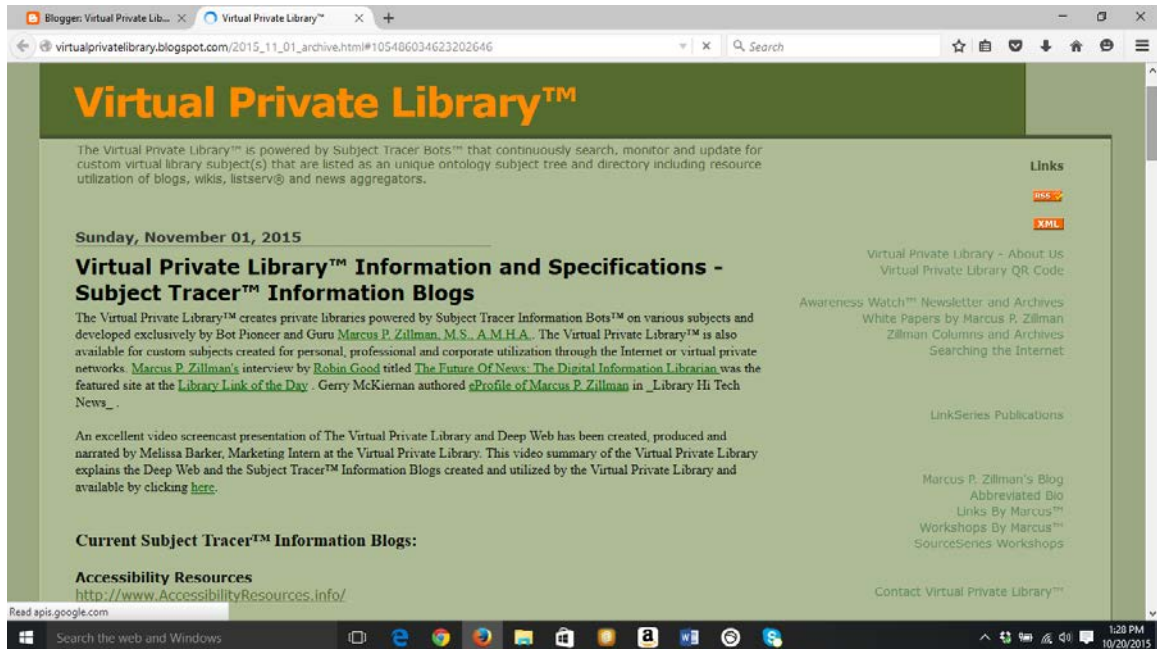 Blogger: Virtual Private Lib...
Virtual Private Library™
virtualprivatelibrary.blogspot.com/2015_11_01_archive.html#105486034623202646
Search
Virtual Private Library™
The Virtual Private Library™ is powered by Subject Tracer Bots™ that continuously search, monitor and update for
custom virtual library subject(s) that are listed as an unique ontology subject tree and directory including resource
utilization of blogs, wikis, listserv® and news aggregators.
Sunday, November 01, 2015
Virtual Private Library™ Information and Specifications -
Subject Tracer™ Information Blogs
The Virtual Private Library™ creates private libraries powered by Subject Tracer Information Bots™ on various subjects and
developed exclusively by Bot Pioneer and Guru Marcus P. Zillman, M.S., A.M.H.A.. The Virtual Private Library™ is also
available for custom subjects created for personal, professional and corporate utilization through the Internet or virtual private
networks. Marcus P. Zillman's interview by Robin Good titled The Future Of News: The Digital Information Librarian was the
featured site at the Library Link of the Day . Gerry McKiernan authored eProfile of Marcus P. Zillman in _Library Hi Tech
News_ .
An excellent video screencast presentation of The Virtual Private Library and Deep Web has been created, produced and
narrated by Melissa Barker, Marketing Intern at the Virtual Private Library. This video summary of the Virtual Private Library
explains the Deep Web and the Subject Tracer™ Information Blogs created and utilized by the Virtual Private Library and
available by clicking here.
Current Subject Tracer™ Information Blogs:
Accessibility Resources
http://www.AccessibilityResources.info/
Links
RSS
XML
Virtual Private Library - About Us
Virtual Private Library QR Code
Awareness Watch™ Newsletter and Archives
White Papers by Marcus P. Zillman
Zillman Columns and Archives
Searching the Internet
LinkSeries Publications
Marcus P. Zillman's Blog
Abbreviated Bio
Links By Marcus™
Workshops By Marcus™
SourceSeries Workshops
Contact Virtual Private Library™
Read apis.google.com
Search the web and Windows
1:28 PM
10/20/2015